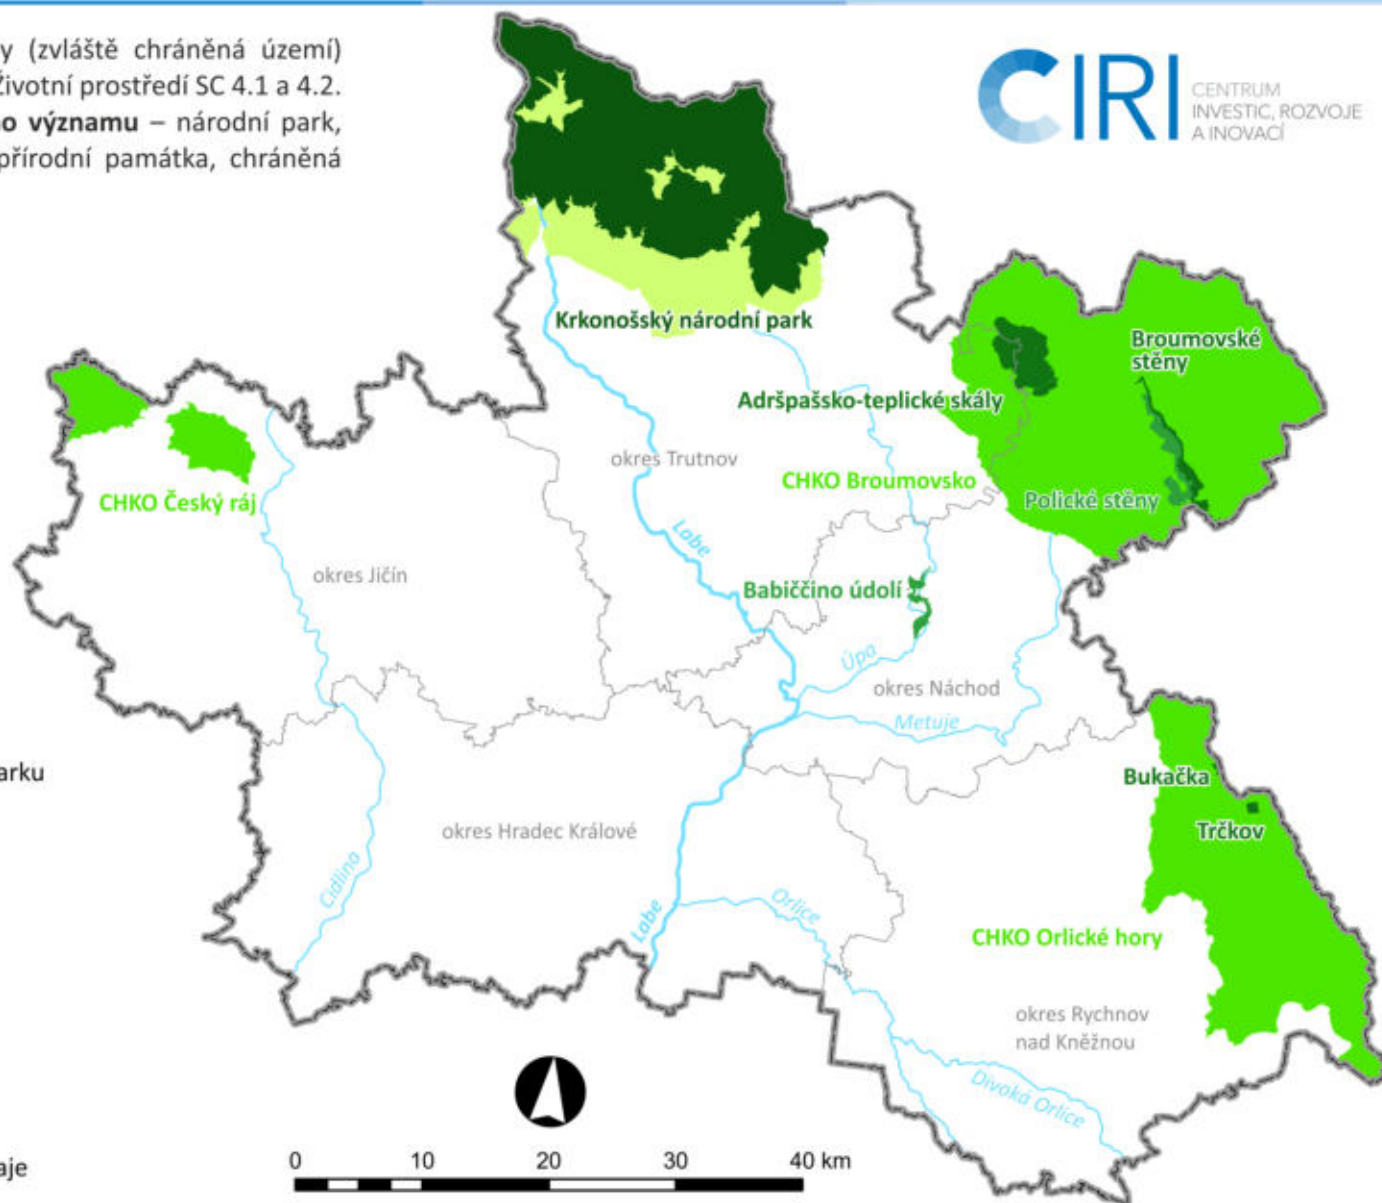 y (zvláště chráněná území)
Životní prostředí SC 4.1 a 4.2.
o významu – národní park,
přírodní památka, chráněná
CIRI
CENTRUM
INVESTIC, ROZVOJE
A INOVACÍ
Krkonošský národní park
Broumovské
stěny
Adršpašsko-teplické skály
okres Trutnov
CHKO Broumovsko
CHKO Český ráj
Polické stěny
Labe
okres Jičín
Babiččino údolí
Úpa
okres Náchod
Metuje
arku
Bukačka
Trčkov
okres Hradec Králové
Cidlina
Labe
Orlice
CHKO Orlické hory
okres Rychnov
nad Kněžnou
Divoká Orlice
0 10 20 30 40 km
aje